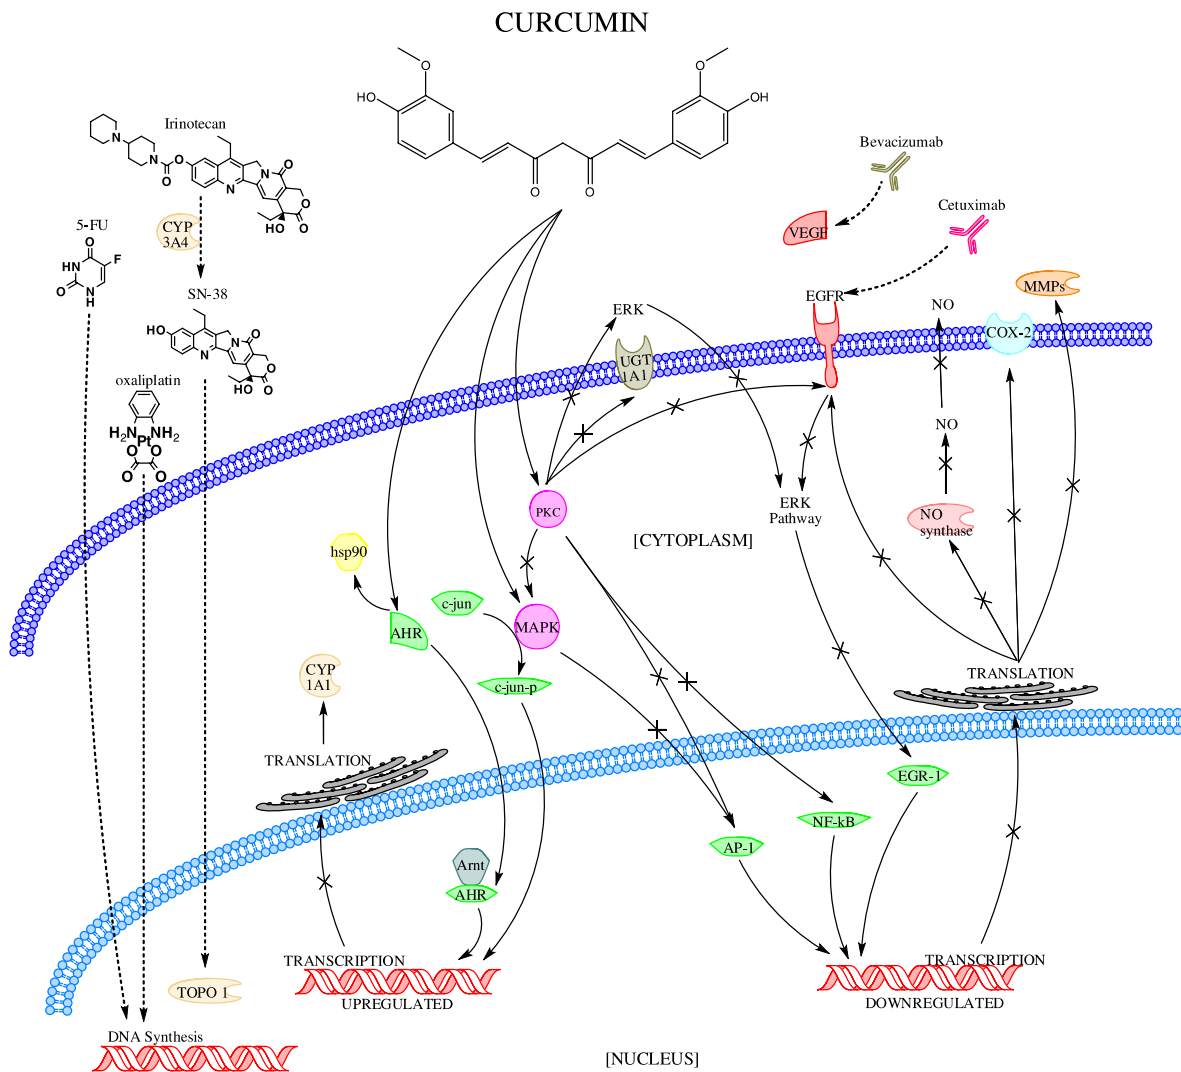 CURCUMIN
O
O
HO
OH
O
O
Irinotecan
N
N
O
O
N
N
O
O
O
HO
Bevacizumab
VEGF
Cetuximab
5-FU
O
F
HN
O
N
H
CYP
3A4
SN-38
HO
N
N
O
O
O
HO
EGFR
MMPs
NO
COX-2
ERK
UGT
1A1
oxaliplatin
H2N
NH2
Pt
O
O
O
O
NO
PKC
ERK
Pathway
NO
synthase
[CYTOPLASM]
hsp90
c-jun
AHR
MAPK
CYP
1A1
c-jun-p
TRANSLATION
TRANSLATION
EGR-1
NF-kB
AP-1
Arnt
AHR
TRANSCRIPTION
TRANSCRIPTION
TOPO 1
UPREGULATED
DOWNREGULATED
DNA Synthesis
[NUCLEUS]